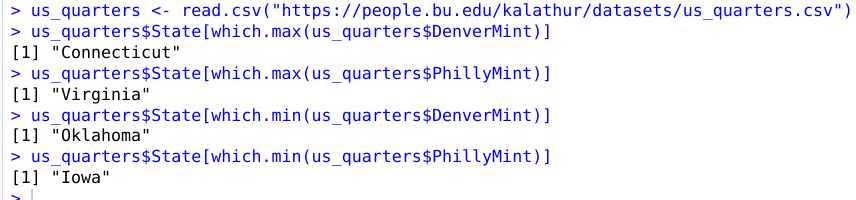 > us_quarters <- read.csv("https://people.bu.edu/kalathur/datasets/us_quarters.csv")
> us_quarters$State[which.max(us_quarters$DenverMint)]
[1] "Connecticut"
> us_quarters$State[which.max(us_quarters$PhillyMint)]
[1] "Virginia"
> us_quarters$State[which.min(us_quarters$DenverMint)]
[1] "Oklahoma"
> us_quarters$State[which.min(us_quarters$PhillyMint)]
[1] "Iowa"
>